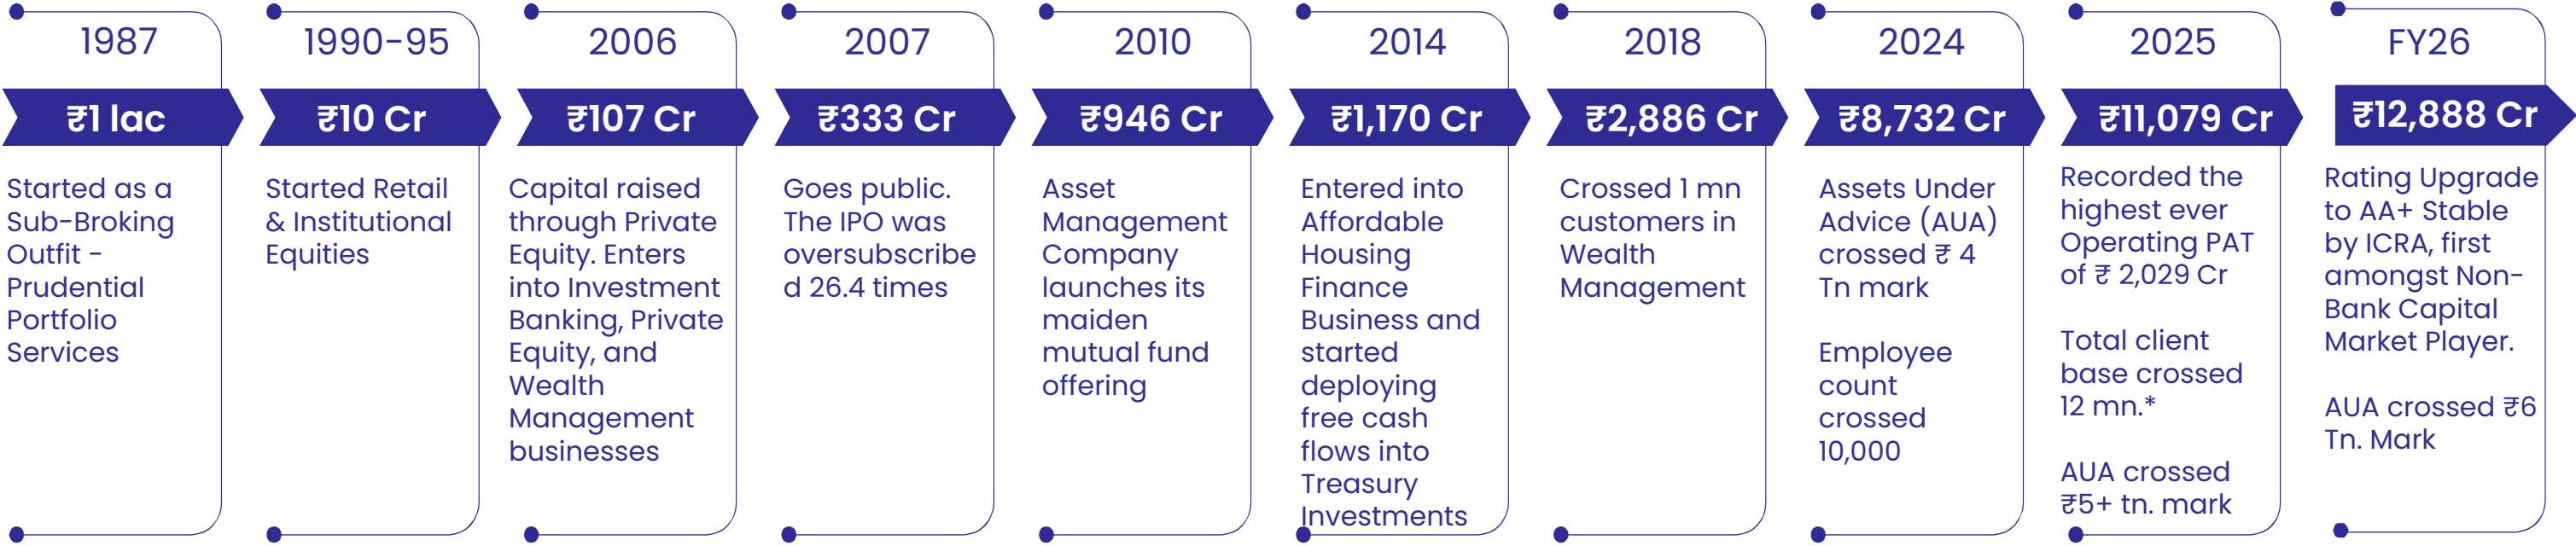 1987
₹1 lac
Started as a
Sub-Broking
Outfit -
Prudential
Portfolio
Services
1990-95
₹10 Cr
Started Retail
& Institutional
Equities
2006
₹107 Cr
Capital raised
through Private
Equity. Enters
into Investment
Banking, Private
Equity, and
Wealth
Management
businesses
2007
₹333 Cr
Goes public.
The IPO was
oversubscribe
d 26.4 times
2010
₹946 Cr
Asset
Management
Company
launches its
maiden
mutual fund
offering
2014
₹1,170 Cr
Entered into
Affordable
Housing
Finance
Business and
started
deploying
free cash
flows into
Treasury
Investments
2018
₹2,886 Cr
Crossed 1 mn
customers in
Wealth
Management
2024
₹8,732 Cr
Assets Under
Advice (AUA)
crossed ₹ 4
Tn mark
Employee
count
crossed
10,000
2025
₹11,079 Cr
Recorded the
highest ever
Operating PAT
of ₹ 2,029 Cr
Total client
base crossed
12 mn.*
AUA crossed
₹5+ tn. mark
FY26
₹12,888 Cr
Rating Upgrade
to AA+ Stable
by ICRA, first
amongst Non-
Bank Capital
Market Player.
AUA crossed ₹6
Tn. Mark